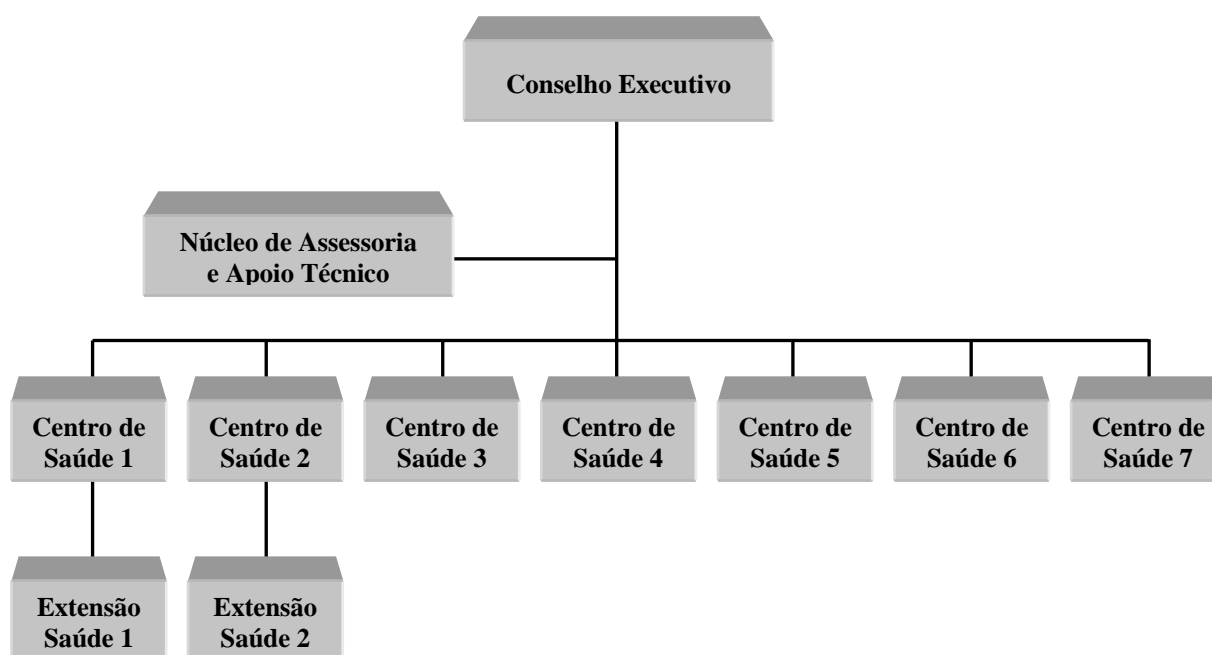 Conselho Executivo
Núcleo de Assessoria
e Apoio Técnico
Centro de
Saúde 1
Centro de
Saúde 2
Centro de
Saúde 3
Centro de
Saúde 4
Centro de
Saúde 5
Centro de
Saúde 6
Centro de
Saúde 7
Extensão
Saúde 1
Extensão
Saúde 2